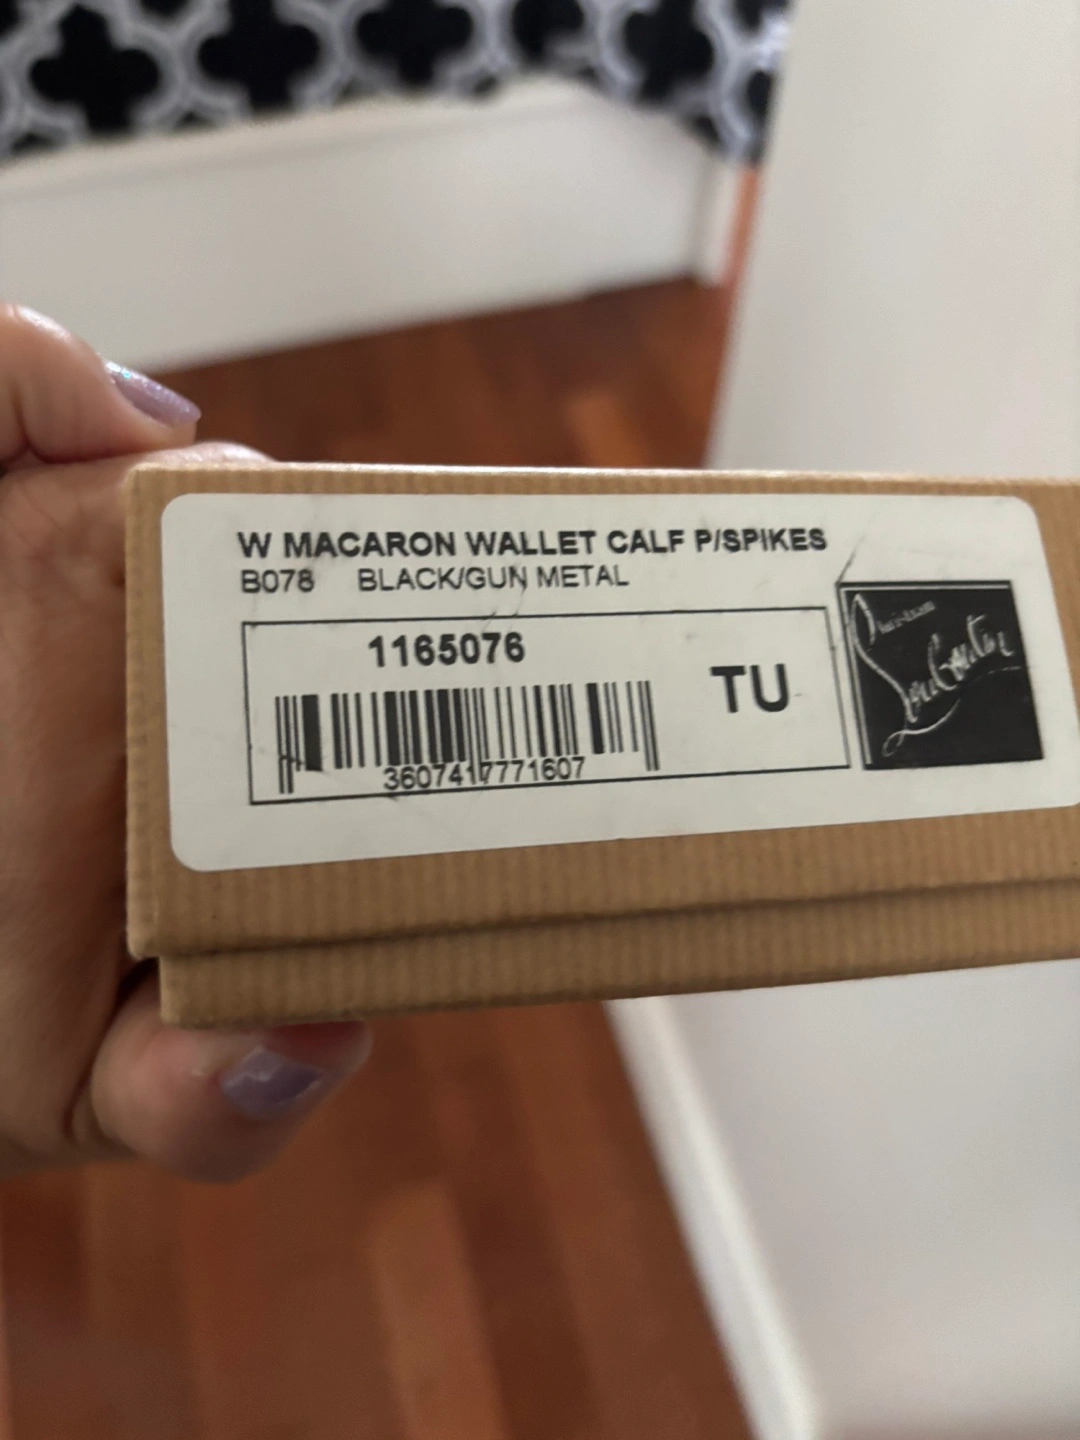 W MACARON WALLET CALF P/SPIKES
B078 BLACK/GUN METAL
1165076
TU
3607417771607
Christian
Louboutin